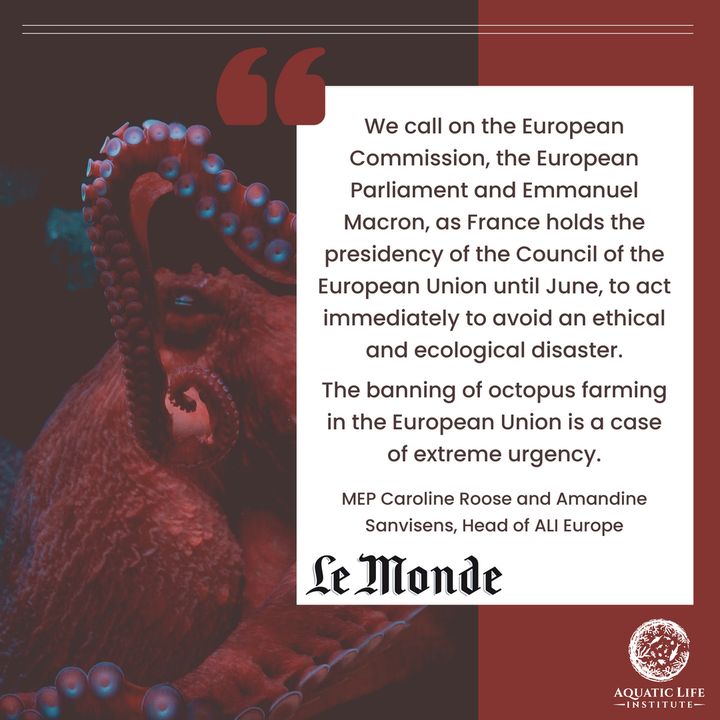 We call on the European
Commission, the European
Parliament and Emmanuel
Macron, as France holds the
presidency of the Council of the
European Union until June, to act
immediately to avoid an ethical
and ecological disaster.
The banning of octopus farming
in the European Union is a case
of extreme urgency.
MEP Caroline Roose and Amandine
Sanvisens, Head of ALI Europe
Le Monde
AQUATIC LIFE
INSTITUTE